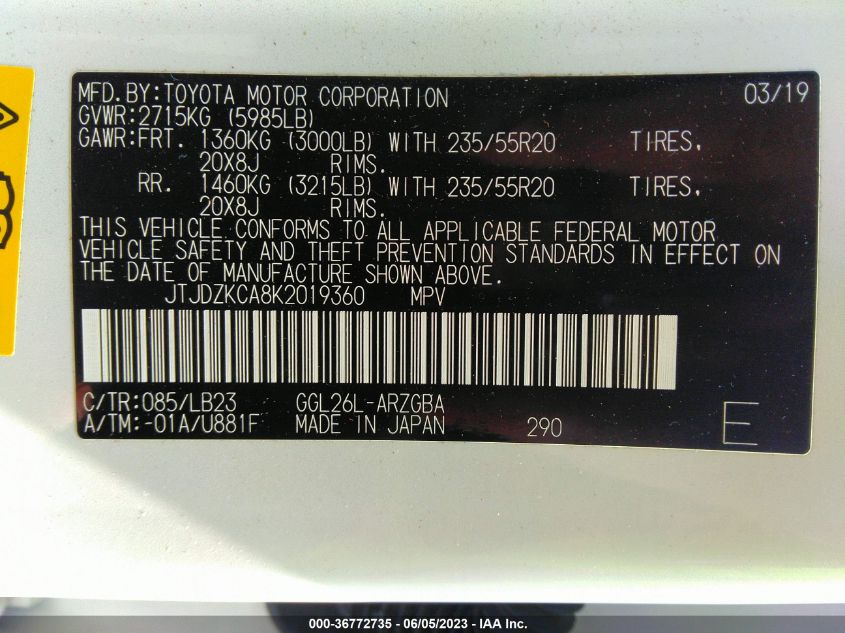 MFD.BY:TOYOTA MOTOR CORPORATION 03/19
GVWR:2715KG (5985LB)
GAWR:FRT. 1360KG (3000LB) WITH 235/55R20 TIRES,
20X8J RIMS.
RR. 1460KG (3215LB) WITH 235/55R20 TIRES,
20X8J RIMS.
THIS VEHICLE CONFORMS TO ALL APPLICABLE FEDERAL MOTOR
VEHICLE SAFETY AND THEFT PREVENTION STANDARDS IN EFFECT ON
THE DATE OF MANUFACTURE SHOWN ABOVE.
JTJDZKCA8K2019360 MPV
C/TR:085/LB23 GGL26L-ARZGBA
A/TM:-01A/U881F MADE IN JAPAN 290 E
000-36772735 - 06/05/2023 - IAA Inc.